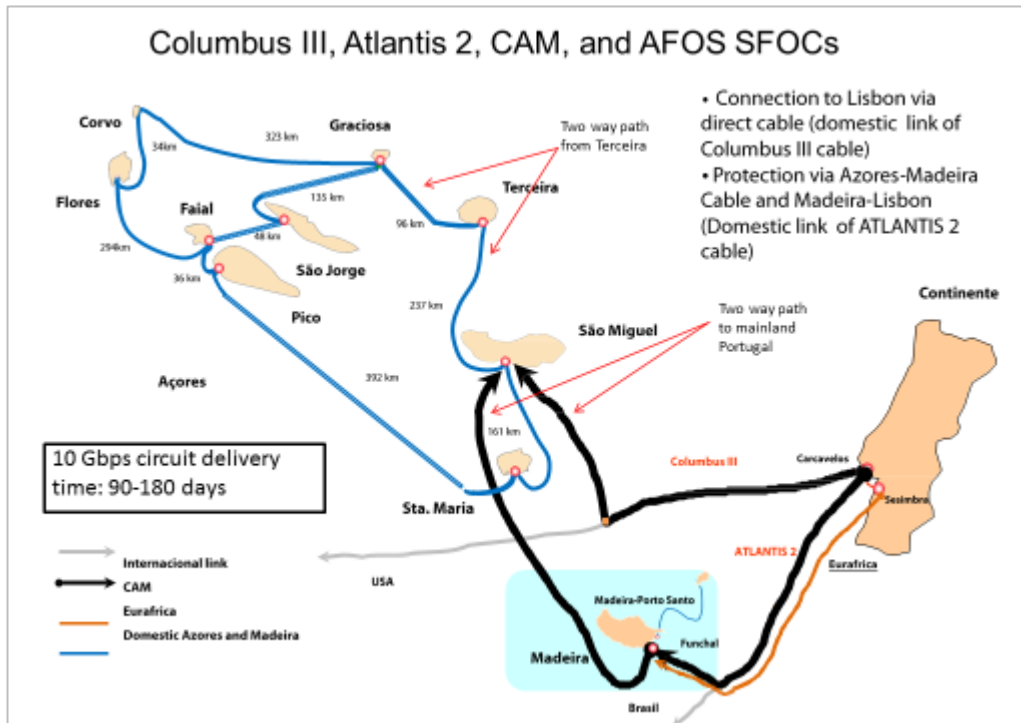 Columbus III, Atlantis 2, CAM, and AFOS SFOCs
• Connection to Lisbon via
direct cable (domestic link of
Columbus III cable)
• Protection via Azores-Madeira
Cable and Madeira-Lisbon
(Domestic link of ATLANTIS 2
cable)
Corvo
Graciosa
Two way path
from Terceira
34km
323 km
Terceira
Flores
Faial
135 km
96 km
48 km
294km
São Jorge
36 km
Pico
237 km
São Miguel
Two way path
to mainland
Portugal
Continente
Açores
392 km
161 km
10 Gbps circuit delivery
time: 90-180 days
Columbus III
Carcavelos
Sesimbra
Sta. Maria
ATLANTIS 2
Eurafrica
Internacional link
USA
CAM
Eurafrica
Domestic Azores and Madeira
Madeira-Porto Santo
Funchal
Madeira
Brasil